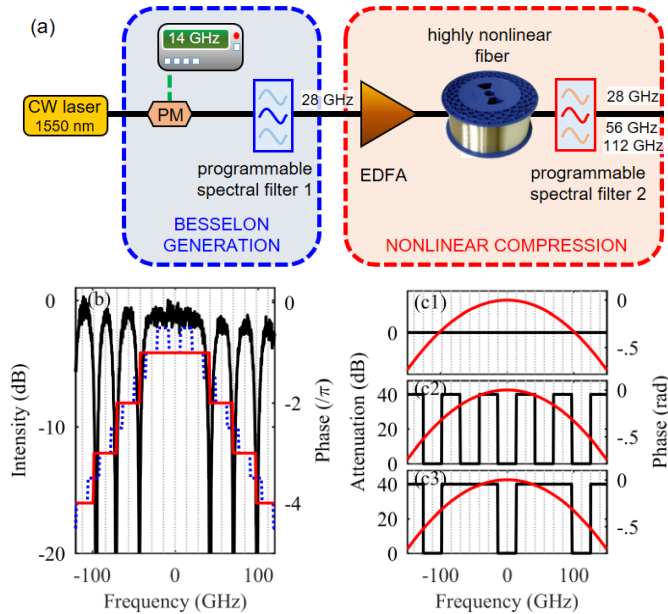 (a)
14 GHz
CW laser
1550 nm
PM
28 GHz
programmable
spectral filter 1
BESSELON
GENERATION
highly nonlinear
fiber
EDFA
28 GHz
56 GHz
112 GHz
programmable
spectral filter 2
NONLINEAR COMPRESSION
(b)
0
-10
-20
Intensity (dB)
0
-2
-4
Phase (/π)
-100
0
100
Frequency (GHz)
(c1)
0
0
-.5
(c2)
40
20
0
0
-.5
(c3)
40
20
0
0
-.5
Attenuation (dB)
Phase (rad)
-100
0
100
Frequency (GHz)